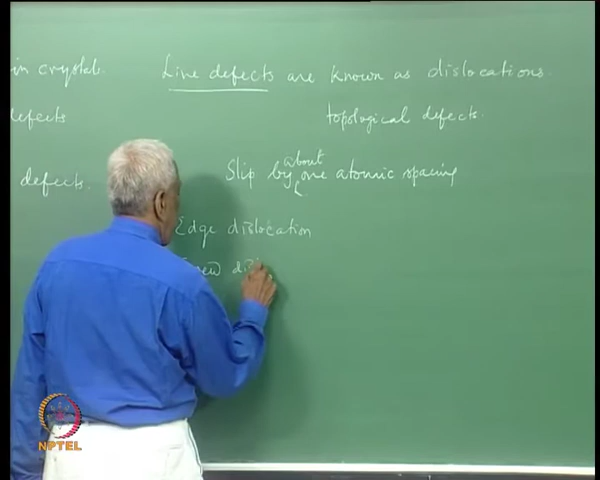 in crystals. Line defects are known as dislocations.
defects topological defects.
defects. Slip by about one atomic spacing
Edge dislocation
NPTEL